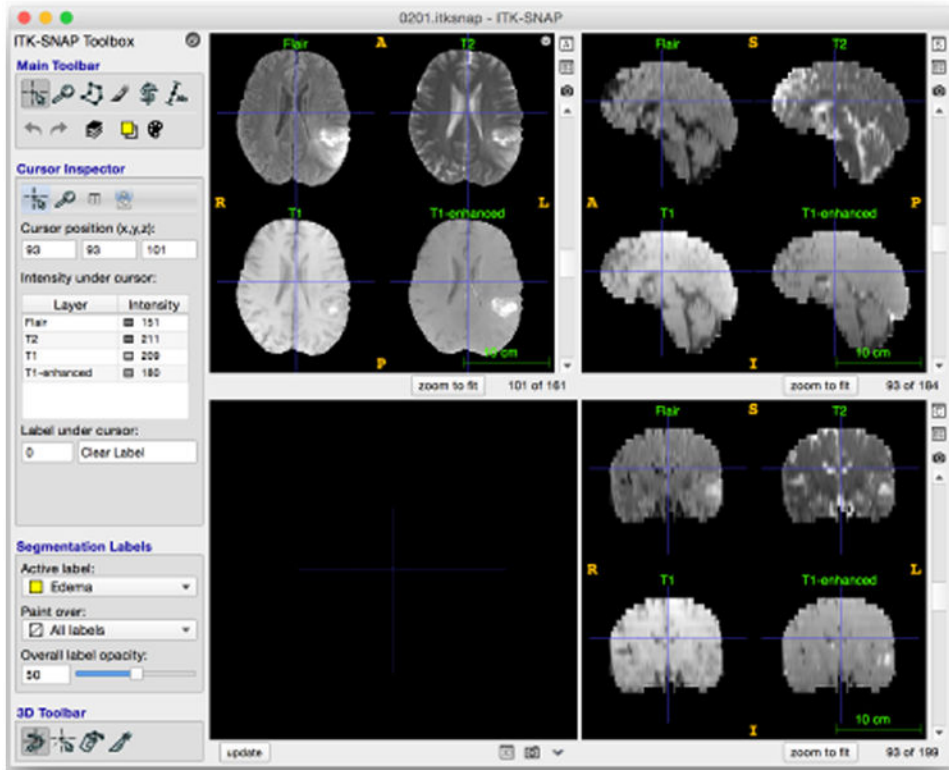 0201.itksnap - ITK-SNAP
ITK-SNAP Toolbox
Main Toolbar
Cursor Inspector
Cursor position (x,y,z):
93 93 101
Intensity under cursor:
Layer Intensity
Flair 151
T2 211
T1 209
T1-enhanced 180
Label under cursor:
0 Clear Label
Segmentation Labels
Active label:
Edema
Paint over:
All labels
Overall label opacity:
50
3D Toolbar
Flair A T2
R L
T1 T1-enhanced
P
10 cm
zoom to fit 101 of 161
Flair S T2
A P
T1 T1-enhanced
I
10 cm
zoom to fit 93 of 184
update
Flair S T2
R L
T1 T1-enhanced
I
10 cm
zoom to fit 93 of 199